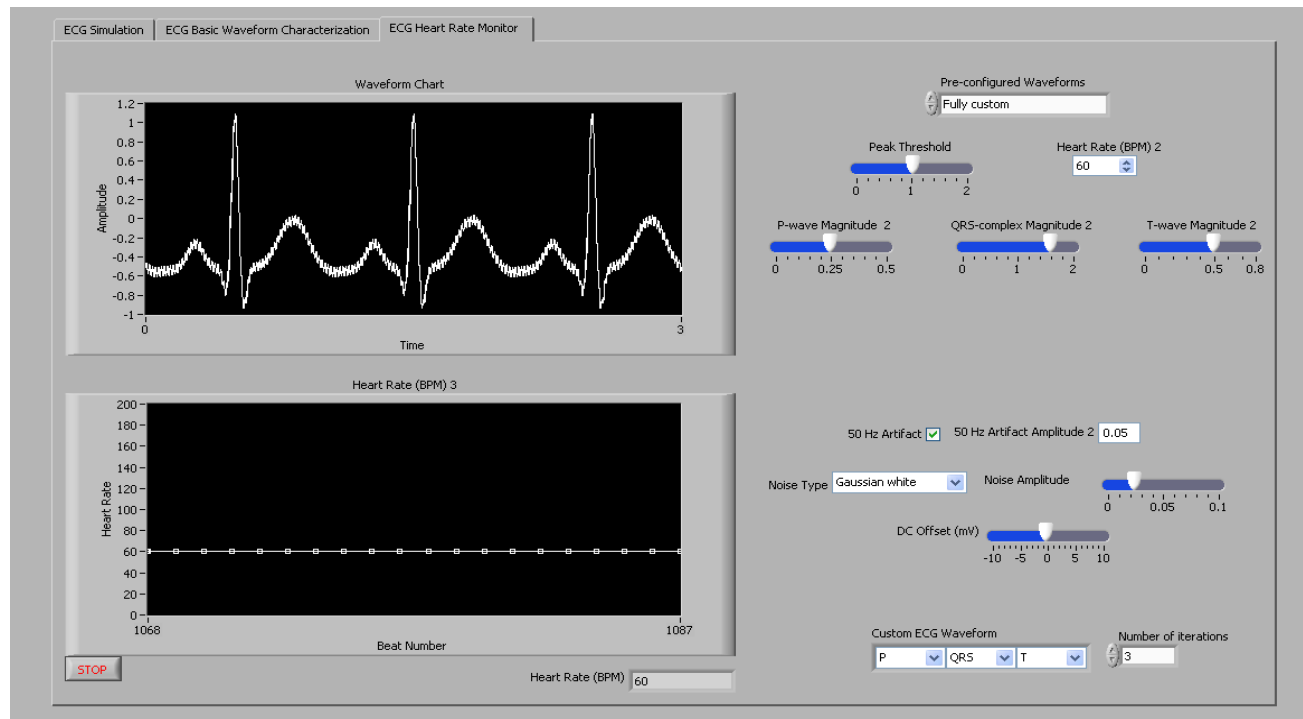 ECG Simulation
ECG Basic Waveform Characterization
ECG Heart Rate Monitor
Waveform Chart
1.2
1
0.8
0.6
0.4
0.2
0
-0.2
-0.4
-0.6
-0.8
-1
Amplitude
0
3
Time
Pre-configured Waveforms
Fully custom
Peak Threshold
0 1 2
Heart Rate (BPM) 2
60
P-wave Magnitude 2
0 0.25 0.5
QRS-complex Magnitude 2
0 1 2
T-wave Magnitude 2
0 0.5 0.8
Heart Rate (BPM) 3
200
180
160
140
120
100
80
60
40
20
0
Heart Rate
1068
1087
Beat Number
50 Hz Artifact
50 Hz Artifact Amplitude 2 0.05
Noise Type Gaussian white
Noise Amplitude
0 0.05 0.1
DC Offset (mV)
-10 -5 0 5 10
Custom ECG Waveform
P QRS T
Number of iterations
3
STOP
Heart Rate (BPM) 60